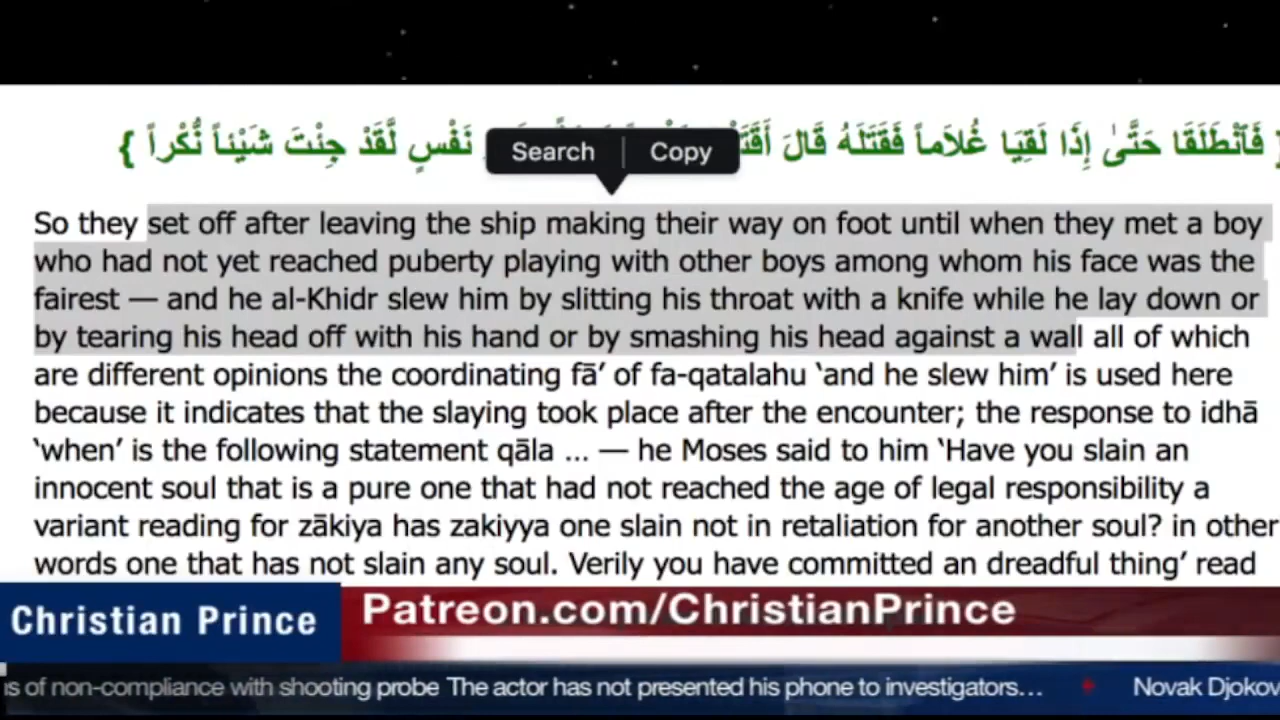 فَٱنْطَلَقَا حَتَّىٰ إِذَا لَقِيَا غُلاَماً فَقَتَلَهُ قَالَ نَفْسٍ لَّقَدْ جِئْتَ شَيْئاً نُّكْراً }
Search Copy
So they set off after leaving the ship making their way on foot until when they met a boy
who had not yet reached puberty playing with other boys among whom his face was the
fairest — and he al-Khidr slew him by slitting his throat with a knife while he lay down or
by tearing his head off with his hand or by smashing his head against a wall all of which
are different opinions the coordinating fā’ of fa-qatalahu ‘and he slew him’ is used here
because it indicates that the slaying took place after the encounter; the response to idhā
‘when’ is the following statement qāla ... — he Moses said to him ‘Have you slain an
innocent soul that is a pure one that had not reached the age of legal responsibility a
variant reading for zākiya has zakiyya one slain not in retaliation for another soul? in other
words one that has not slain any soul. Verily you have committed an dreadful thing’ read
Christian Prince
Patreon.com/ChristianPrince
s of non-compliance with shooting probe The actor has not presented his phone to investigators... Novak Djokov